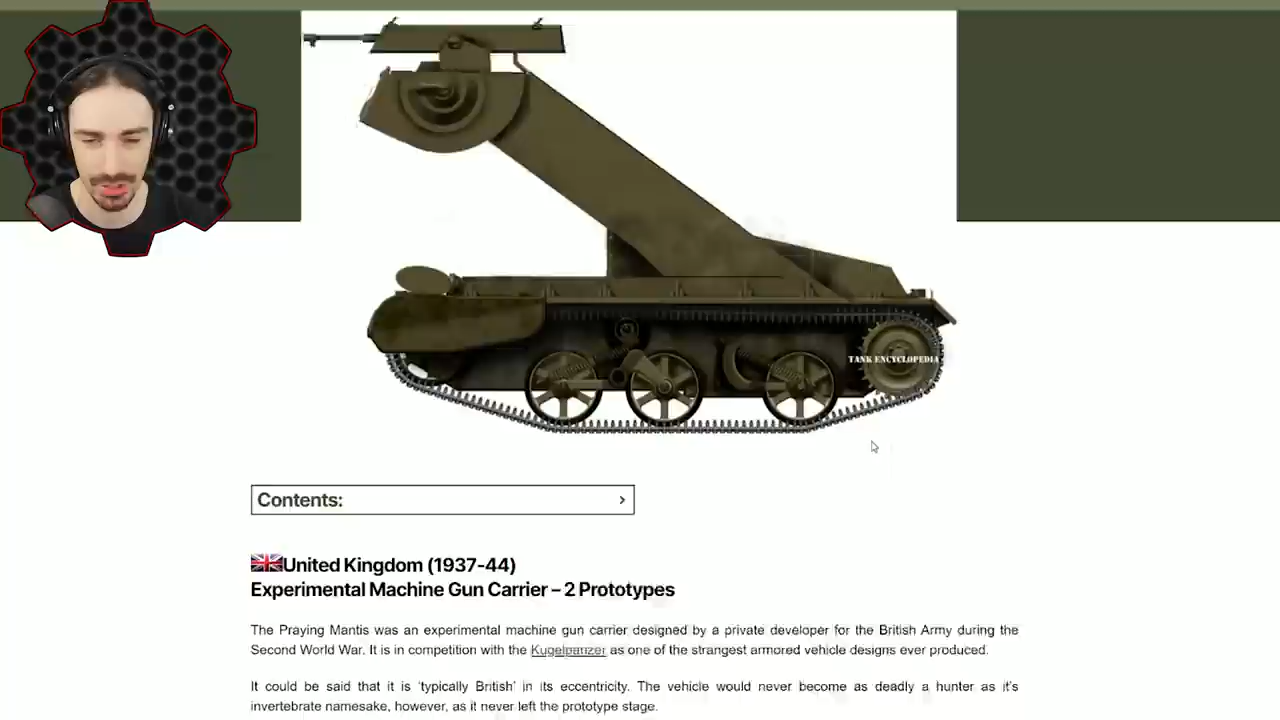 TANK ENCYCLOPEDIA
Contents:
United Kingdom (1937-44)
Experimental Machine Gun Carrier – 2 Prototypes
The Praying Mantis was an experimental machine gun carrier designed by a private developer for the British Army during the
Second World War. It is in competition with the Kugelpanzer as one of the strangest armored vehicle designs ever produced.
It could be said that it is ‘typically British’ in its eccentricity. The vehicle would never become as deadly a hunter as it’s
invertebrate namesake, however, as it never left the prototype stage.